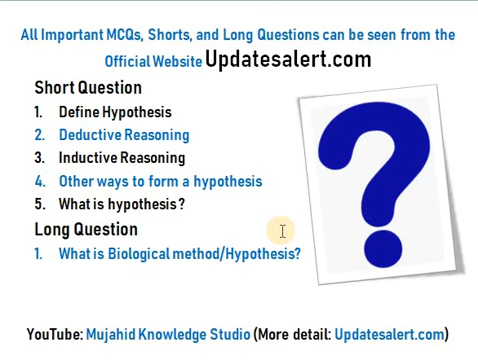 All Important MCQs, Shorts, and Long Questions can be seen from the
Official Website Updatesalert.com
Short Question
1. Define Hypothesis
2. Deductive Reasoning
3. Inductive Reasoning
4. Other ways to form a hypothesis
5. What is hypothesis?
Long Question
1. What is Biological method/Hypothesis?
?
YouTube: Mujahid Knowledge Studio (More detail: Updatesalert.com)